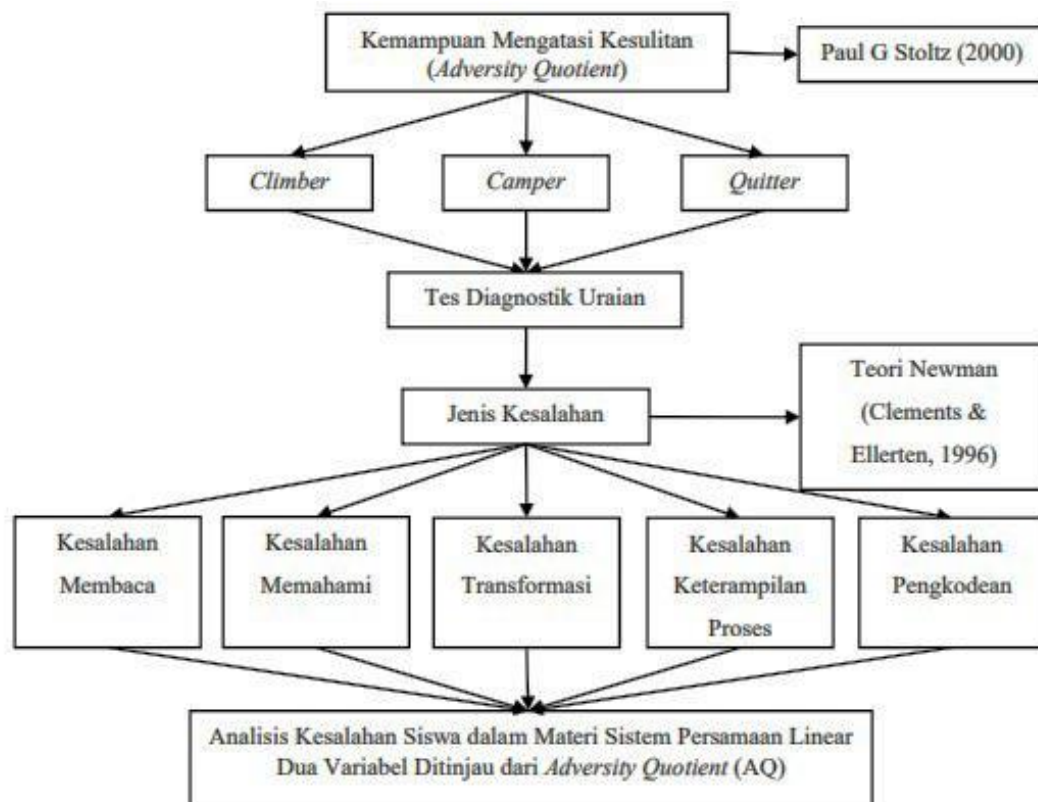 Kemampuan Mengatasi Kesulitan
(Adversity Quotient)
Paul G Stoltz (2000)
Climber
Camper
Quitter
Tes Diagnostik Uraian
Jenis Kesalahan
Teori Newman
(Clements &
Ellerten, 1996)
Kesalahan
Membaca
Kesalahan
Memahami
Kesalahan
Transformasi
Kesalahan
Keterampilan
Proses
Kesalahan
Pengkodean
Analisis Kesalahan Siswa dalam Materi Sistem Persamaan Linear
Dua Variabel Ditinjau dari Adversity Quotient (AQ)